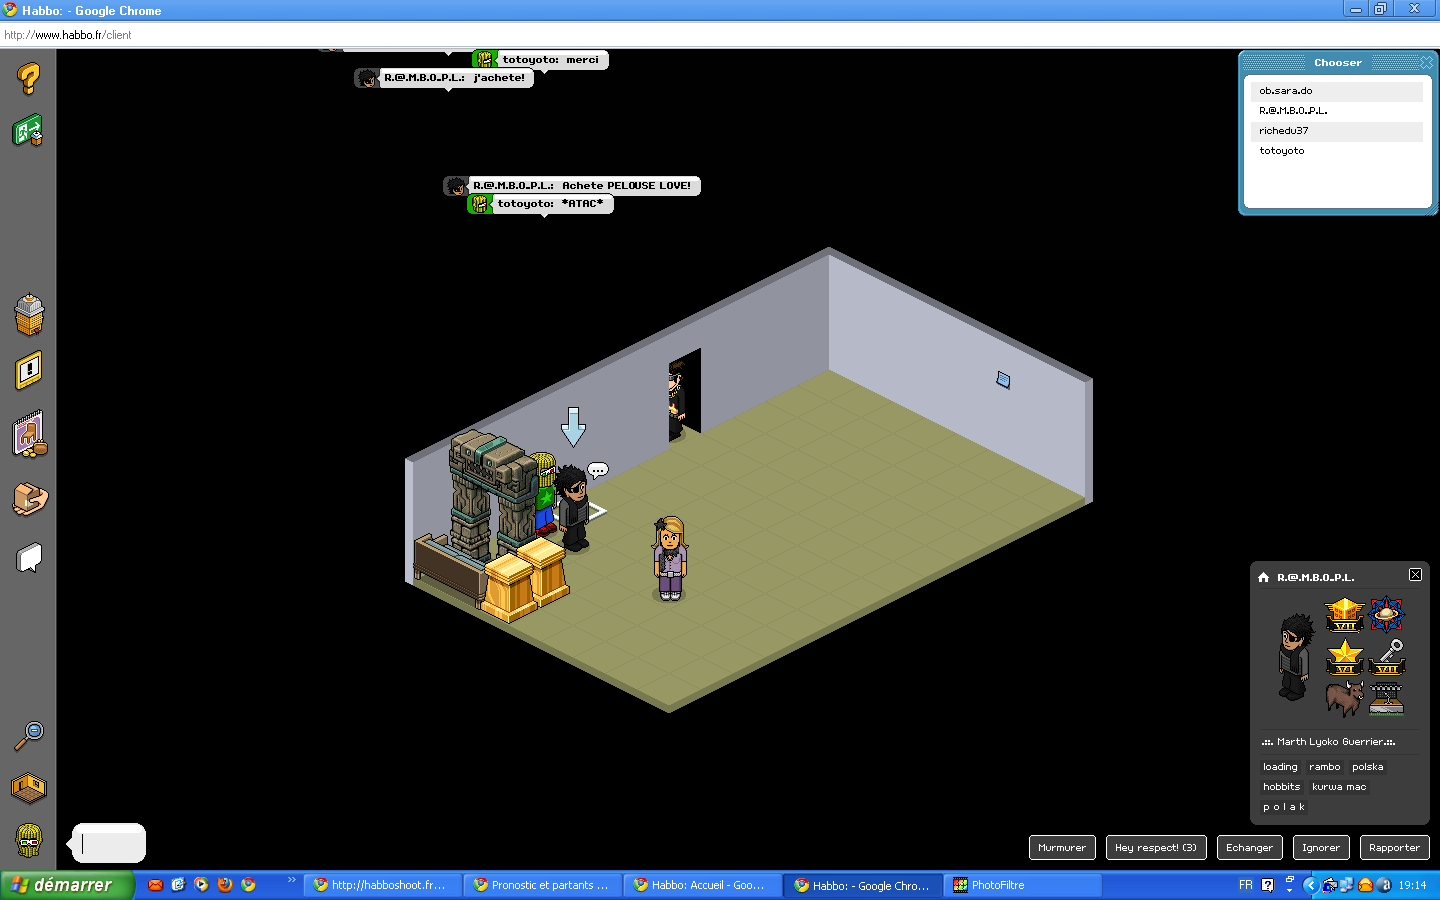 Habbo: - Google Chrome
http://www.habbo.fr/client
totoyoto: merci
R.@.M.B.O..P.L.: j'achete!
R.@.M.B.O..P.L.: Achete PELOUSE LOVE!
totoyoto: *ATAC*
Chooser
ob.sara.do
R.@.M.B.O..P.L.
richedu37
totoyoto
...
R.@.M.B.O..P.L.
.::. Marth Lyoko Guerrier.::.
loading rambo polska
hobbits kurwa mac
p o l a k
Murmurer Hey respect! (3) Echanger Ignorer Rapporter
démarrer http://habboshoot.fr... Pronostic et partants ... Habbo: Accueil - Goo... Habbo: - Google Chro... PhotoFiltre FR 19:14